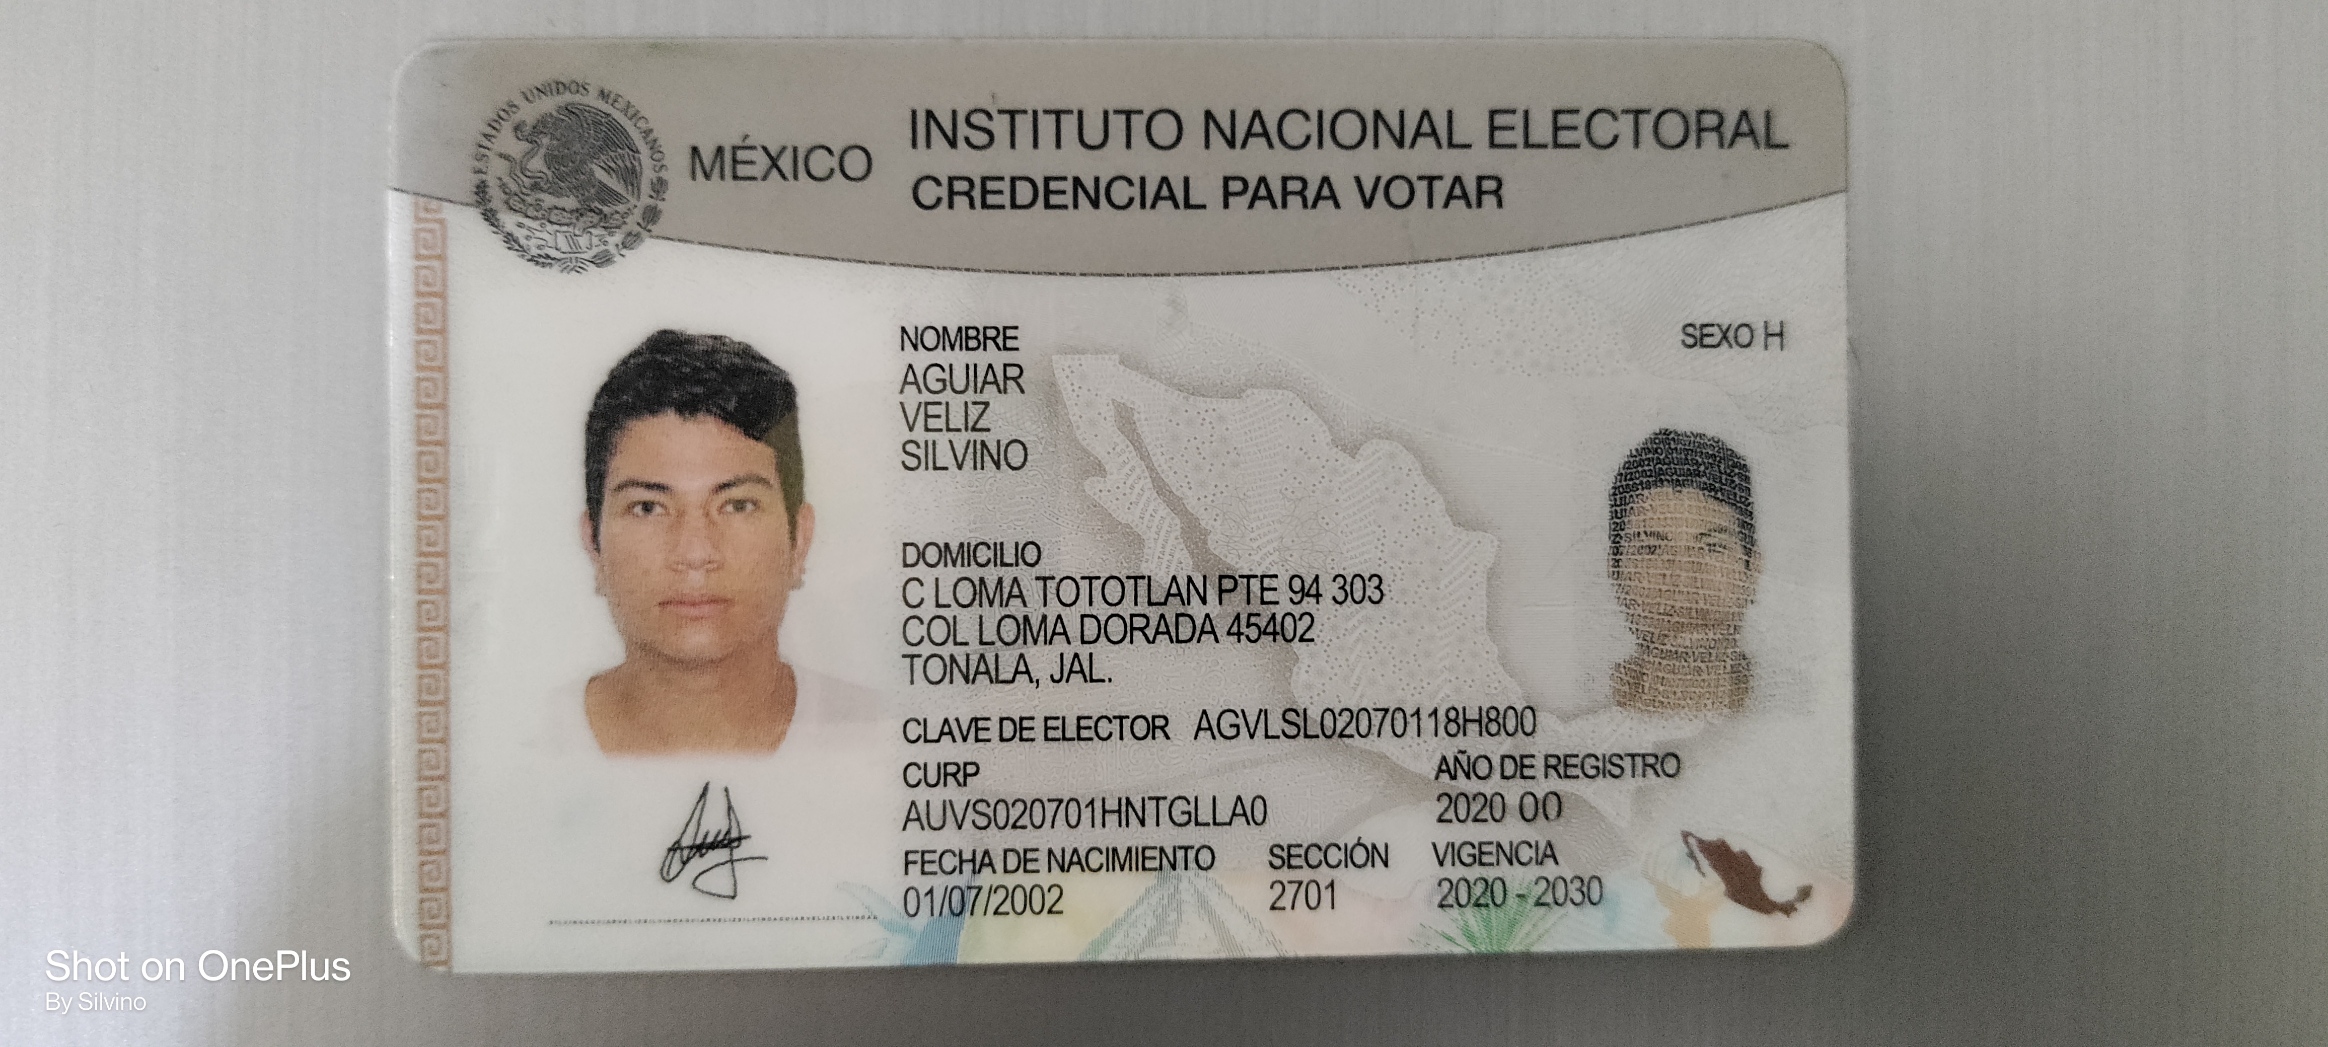 ESTADOS UNIDOS MEXICANOS
MÉXICO
INSTITUTO NACIONAL ELECTORAL
CREDENCIAL PARA VOTAR
NOMBRE
AGUIAR
VELIZ
SILVINO
SEXO H
DOMICILIO
C LOMA TOTOTLAN PTE 94 303
COL LOMA DORADA 45402
TONALA, JAL.
CLAVE DE ELECTOR AGVLSL02070118H800
CURP
AUVS020701HNTGLLA0
AÑO DE REGISTRO
2020 00
FECHA DE NACIMIENTO
01/07/2002
SECCIÓN
2701
VIGENCIA
2020 - 2030
Shot on OnePlus
By Silvino